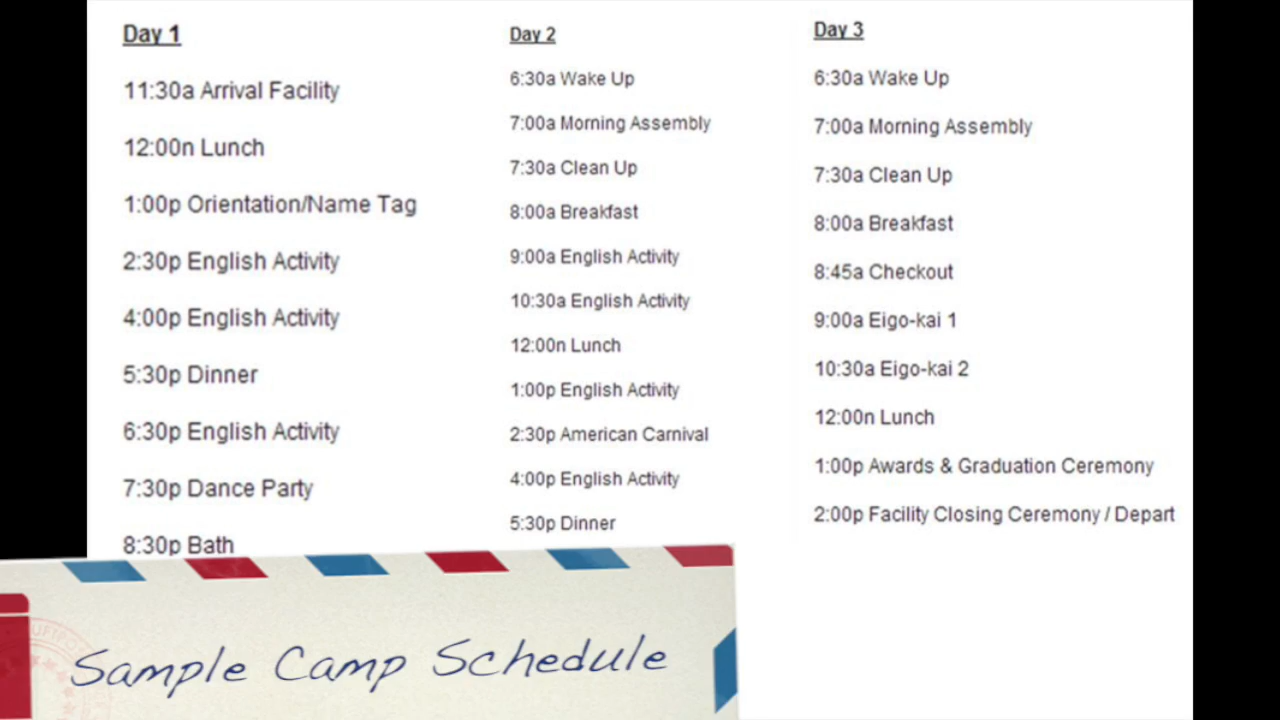 Day 1
11:30a Arrival Facility
12:00n Lunch
1:00p Orientation/Name Tag
2:30p English Activity
4:00p English Activity
5:30p Dinner
6:30p English Activity
7:30p Dance Party
8:30p Bath
Day 2
6:30a Wake Up
7:00a Morning Assembly
7:30a Clean Up
8:00a Breakfast
9:00a English Activity
10:30a English Activity
12:00n Lunch
1:00p English Activity
2:30p American Carnival
4:00p English Activity
5:30p Dinner
Day 3
6:30a Wake Up
7:00a Morning Assembly
7:30a Clean Up
8:00a Breakfast
8:45a Checkout
9:00a Eigo-kai 1
10:30a Eigo-kai 2
12:00n Lunch
1:00p Awards & Graduation Ceremony
2:00p Facility Closing Ceremony / Depart
Sample Camp Schedule